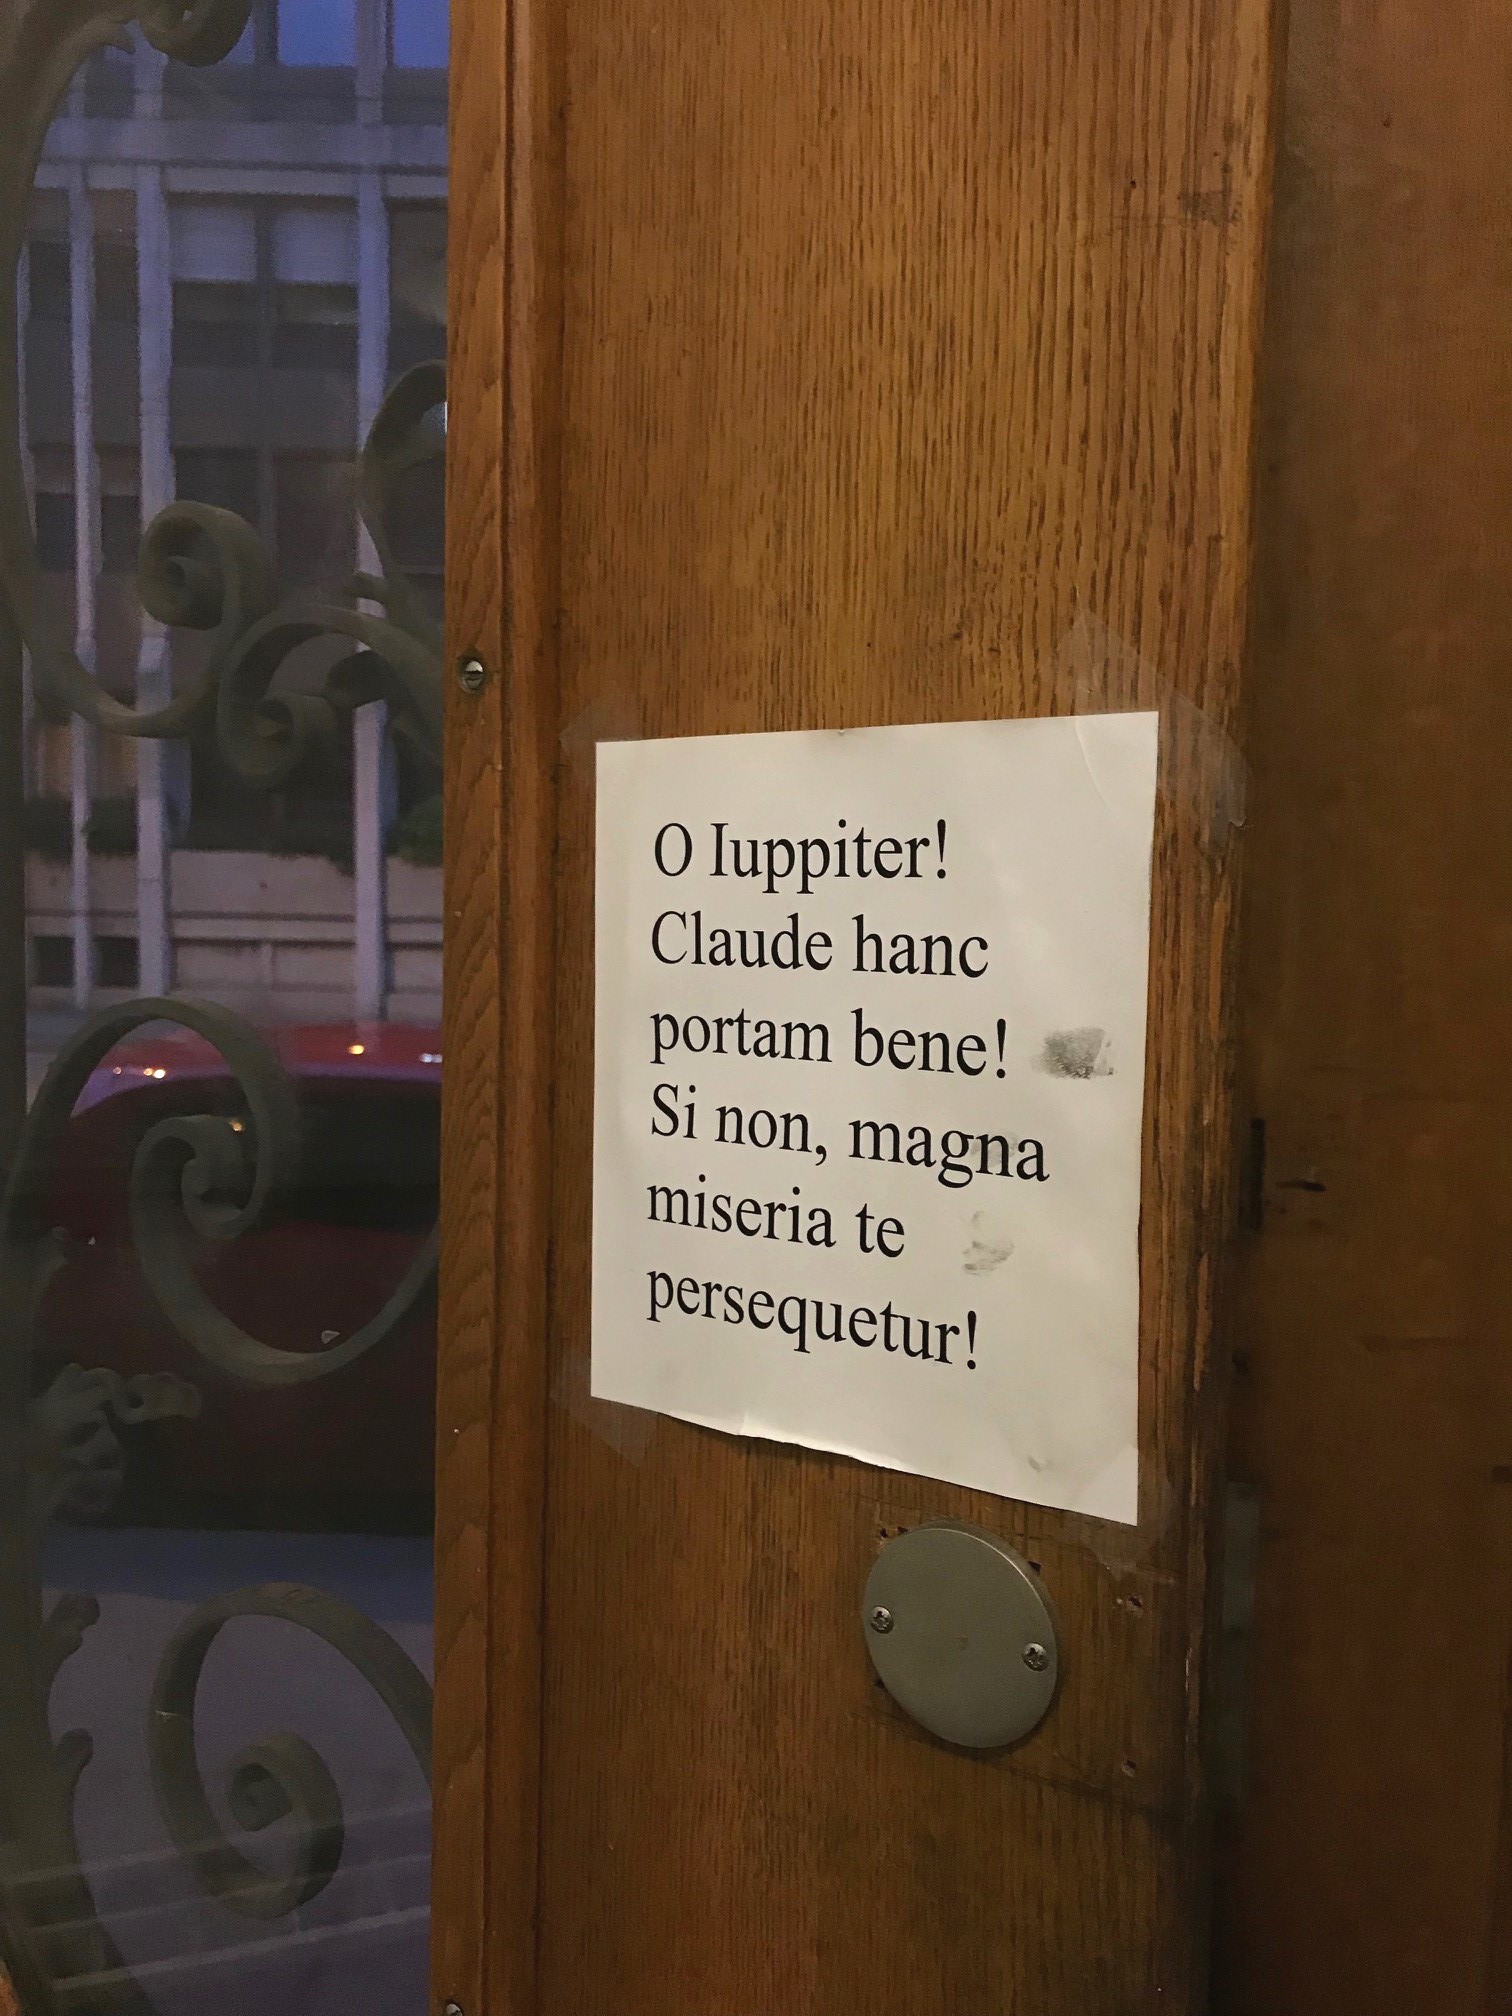 O Iuppiter!
Claude hanc
portam bene!
Si non, magna
miseria te
persequetur!